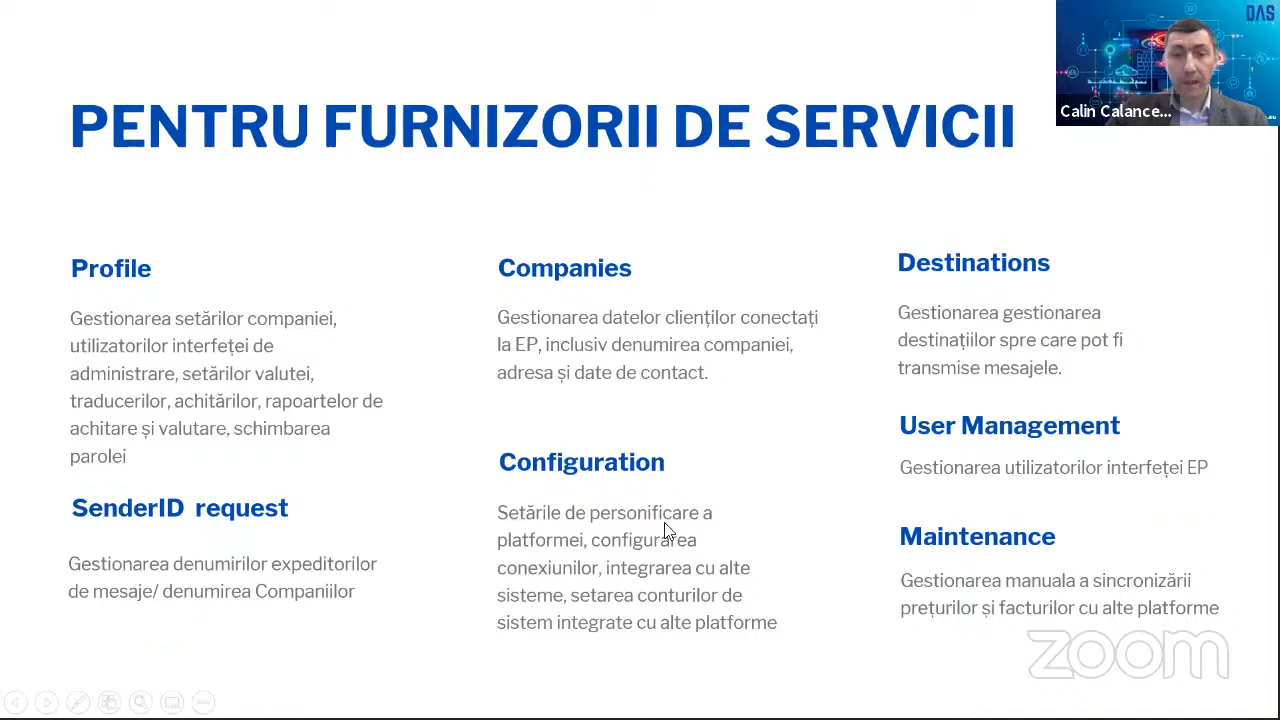 DAS
Calin Calance...
.eu
PENTRU FURNIZORII DE SERVICII
Profile
Gestionarea setărilor companiei,
utilizatorilor interfeței de
administrare, setărilor valutei,
traducerilor, achitărilor, rapoartelor de
achitare și valutare, schimbarea
parolei
SenderID request
Gestionarea denumirilor expeditorilor
de mesaje/ denumirea Companiilor
Companies
Gestionarea datelor clienților conectați
la EP, inclusiv denumirea companiei,
adresa și date de contact.
Configuration
Setările de personificare a
platformei, configurarea
conexiunilor, integrarea cu alte
sisteme, setarea conturilor de
sistem integrate cu alte platforme
Destinations
Gestionarea gestionarea
destinațiilor spre care pot fi
transmise mesajele.
User Management
Gestionarea utilizatorilor interfeței EP
Maintenance
Gestionarea manuala a sincronizării
prețurilor și facturilor cu alte platforme
zoom